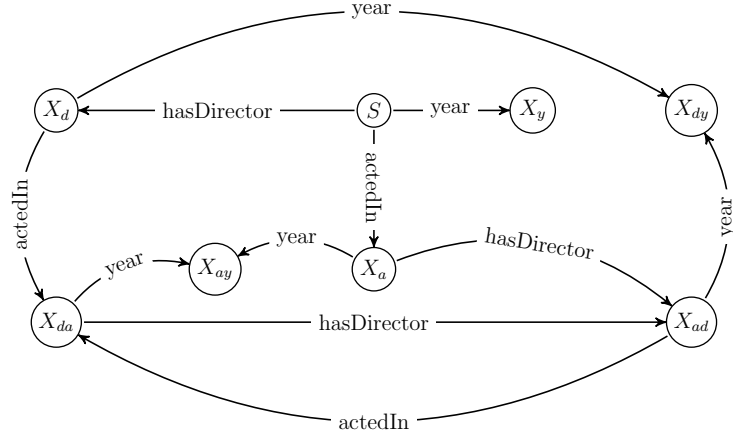 year
X_d
hasDirector
S
year
X_y
X_dy
actedIn
actedIn
year
year
year
hasDirector
X_ay
X_a
X_da
hasDirector
X_ad
actedIn